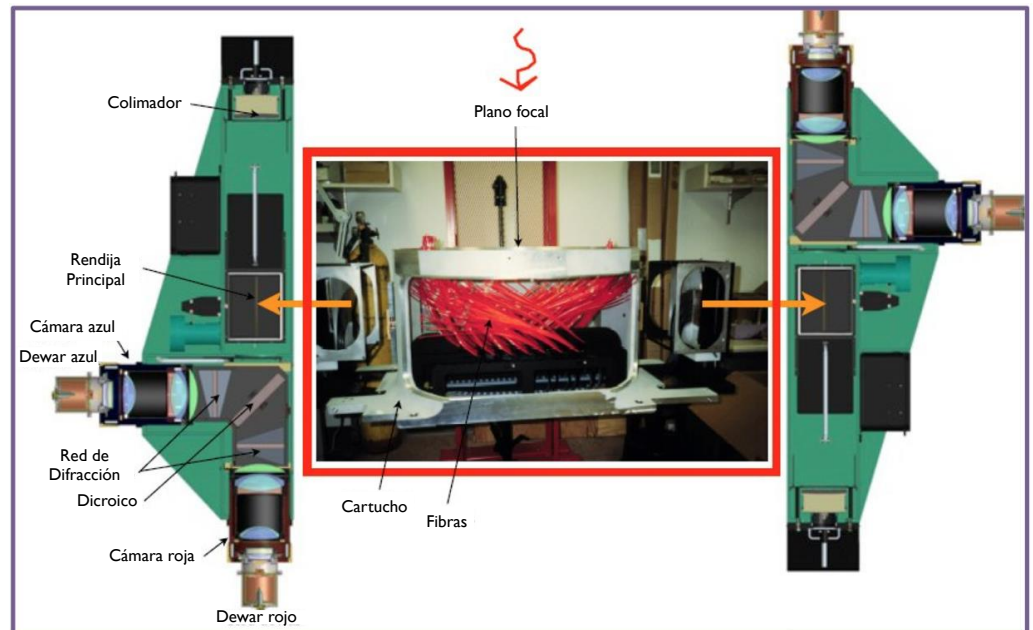 Colimador
Plano focal
Rendija
Principal
Cámara azul
Dewar azul
Red de
Difracción
Dicroico
Cartucho
Fibras
Cámara roja
Dewar rojo